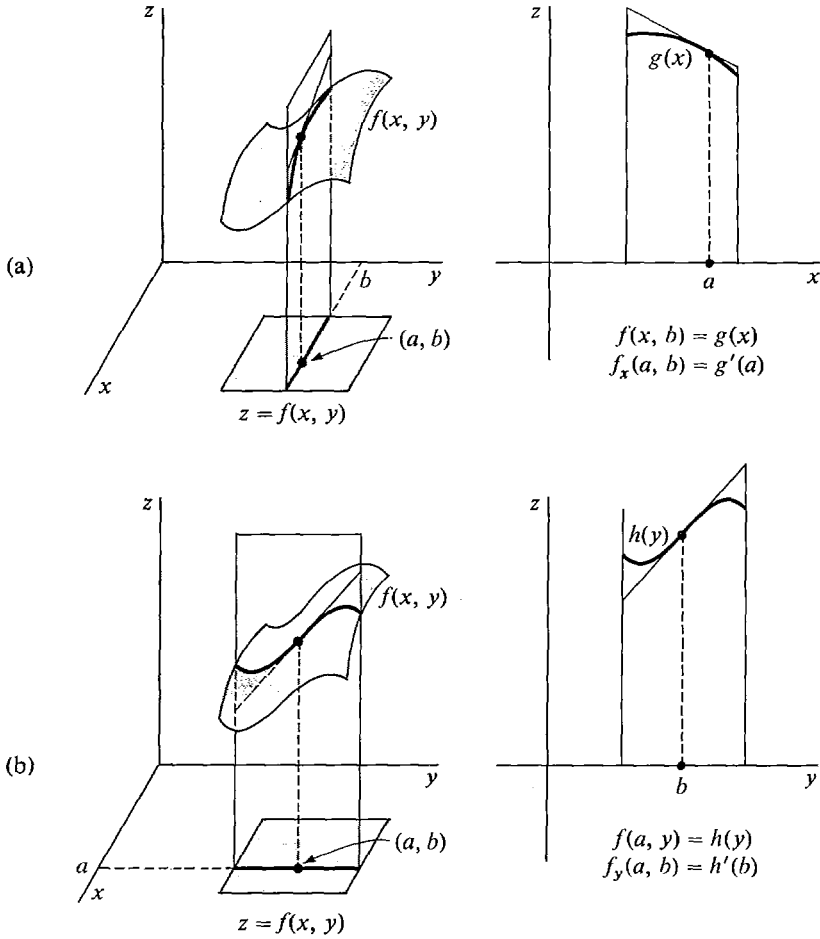 z
z
g(x)
f(x, y)
(a)
b
y
a
x
(a, b)
f(x, b) = g(x)
x
f_x(a, b) = g'(a)
z = f(x, y)
z
z
h(y)
f(x, y)
(b)
y
b
y
(a, b)
f(a, y) = h(y)
a
x
f_y(a, b) = h'(b)
z = f(x, y)